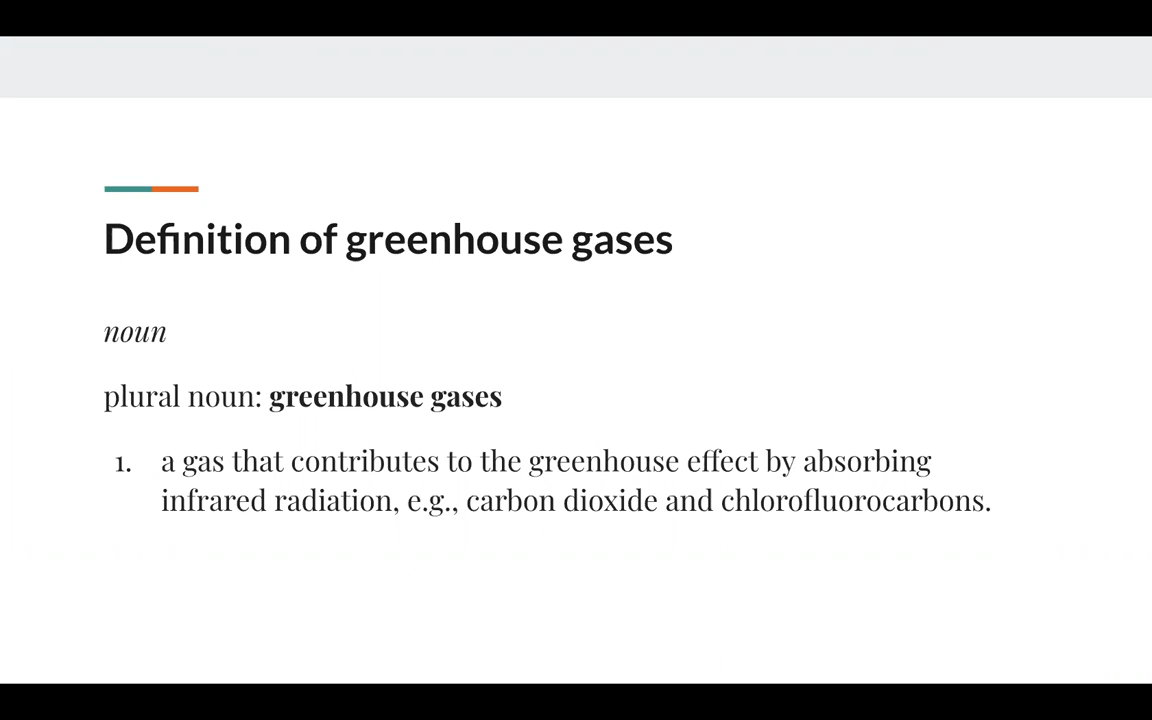 Definition of greenhouse gases
noun
plural noun: greenhouse gases
1. a gas that contributes to the greenhouse effect by absorbing
infrared radiation, e.g., carbon dioxide and chlorofluorocarbons.